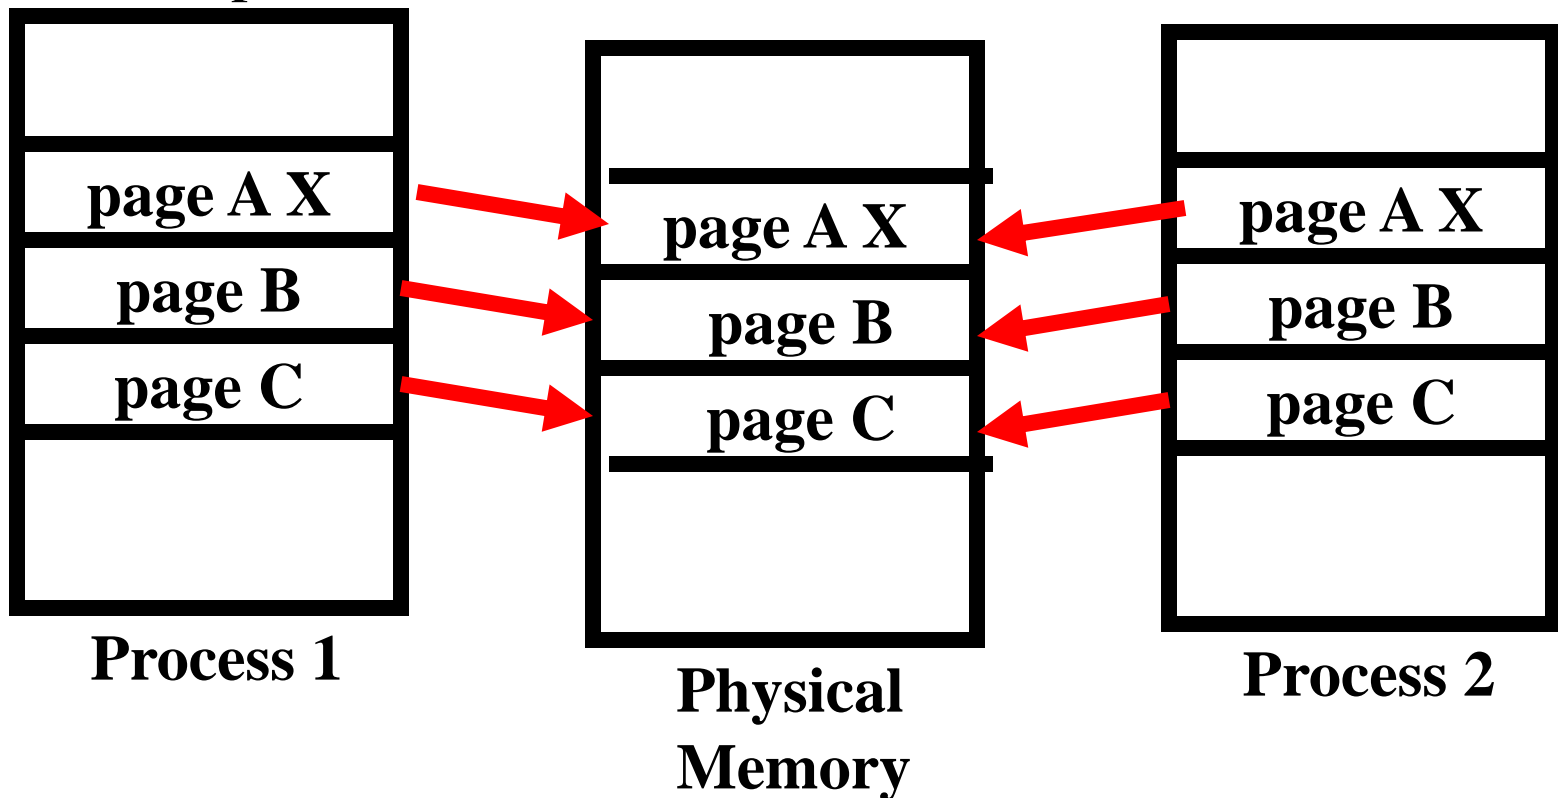 page A X
page B
page C
Process 1
page A X
page B
page C
Physical
Memory
page A X
page B
page C
Process 2